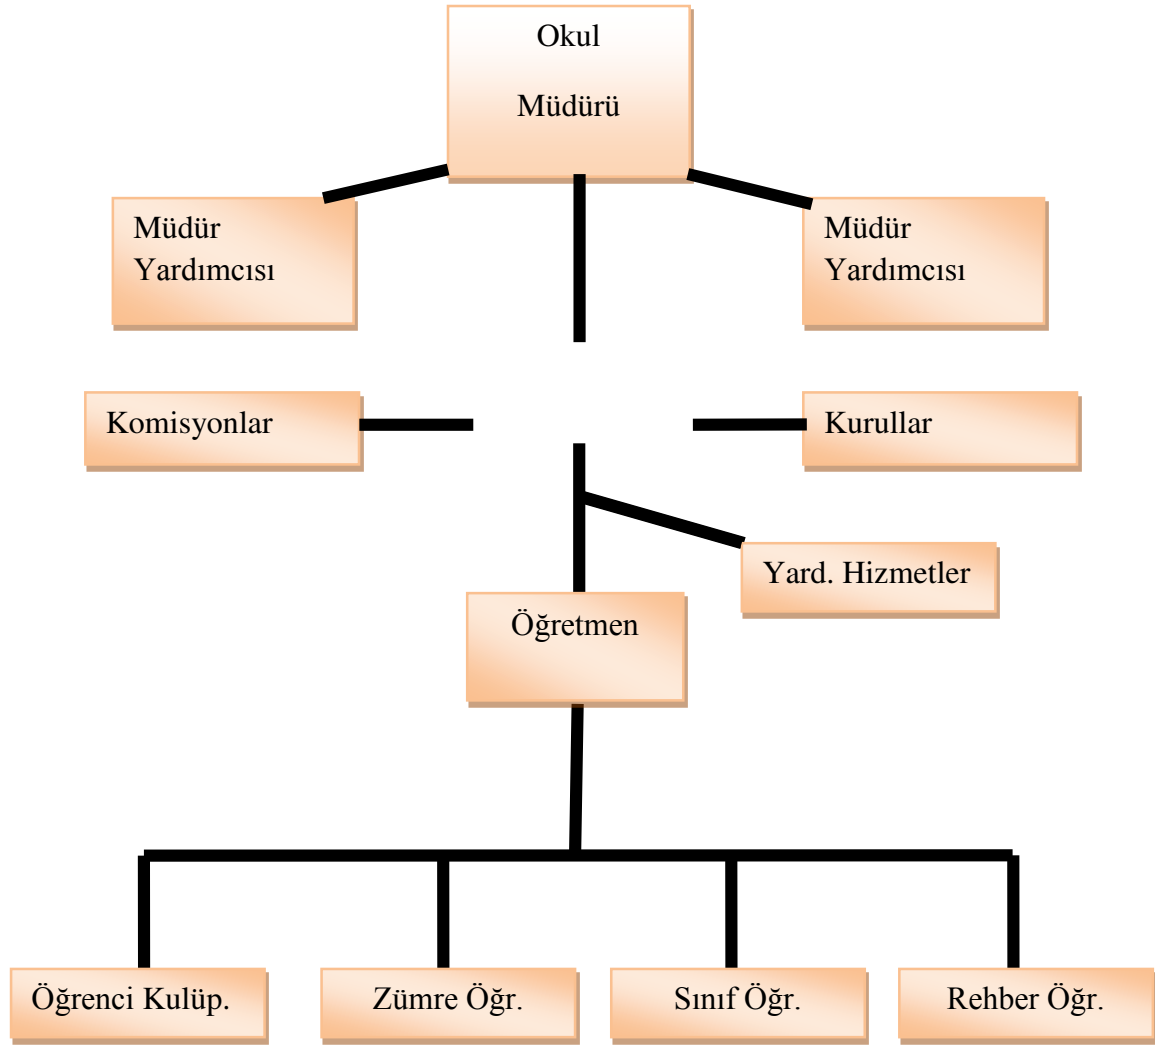 Okul
Müdürü
Müdür
Yardımcısı
Müdür
Yardımcısı
Komisyonlar
Kurullar
Yard. Hizmetler
Öğretmen
Öğrenci Kulüp.
Zümre Öğr.
Sınıf Öğr.
Rehber Öğr.